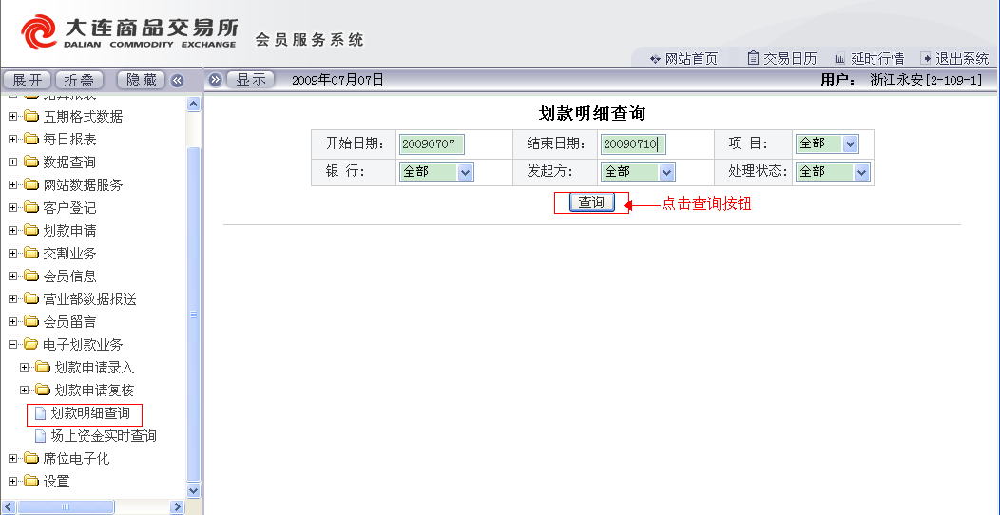 大连商品交易所
DALIAN COMMODITY EXCHANGE
会员服务系统
网站首页 交易日历 延时行情 退出系统
展开 折叠 隐藏 显示 2009年07月07日 用户： 浙江永安[2-109-1]
结算报表
五期格式数据
每日报表
数据查询
网站数据服务
客户登记
划款申请
交割业务
会员信息
营业部数据报送
会员留言
电子划款业务
划款申请录入
划款申请复核
划款明细查询
场上资金实时查询
席位电子化
设置
划款明细查询
开始日期： 20090707 结束日期： 20090710 项 目： 全部
银 行： 全部 发起方： 全部 处理状态： 全部
查询 点击查询按钮